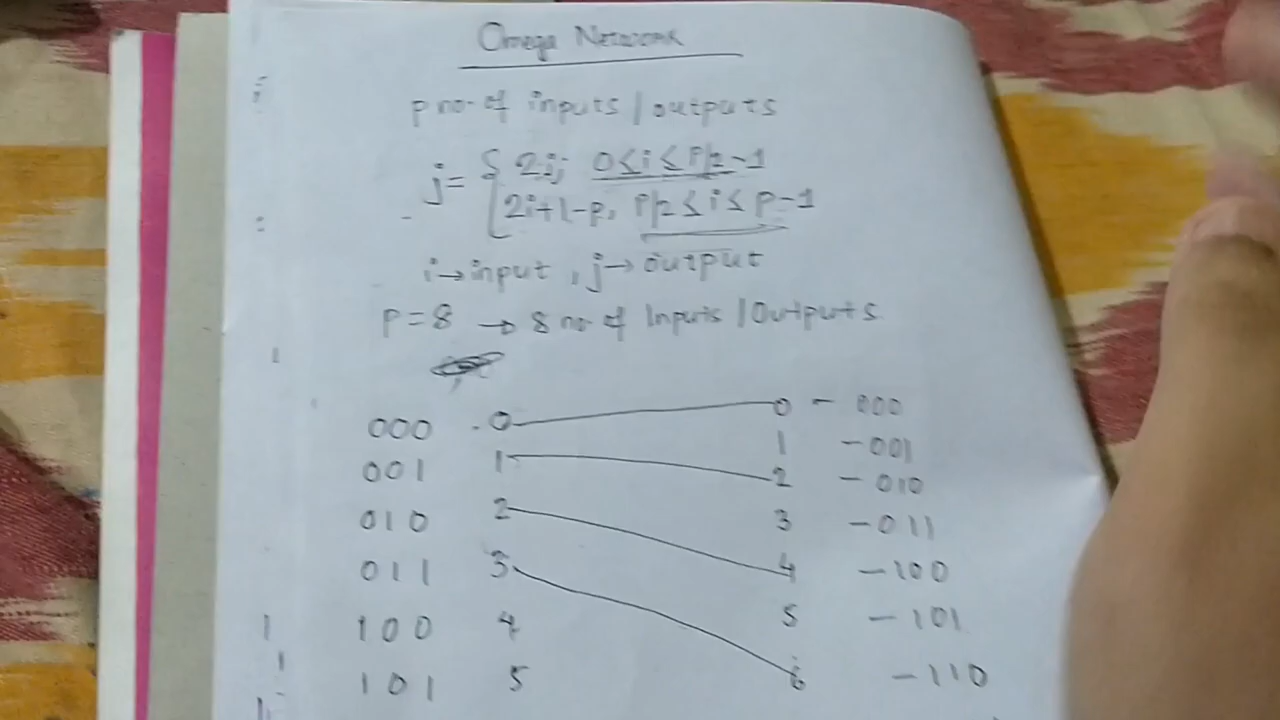 Omega Network
p no. of inputs / outputs
j = { 2i; 0 ≤ i ≤ p/2 - 1
2i+1-p, p/2 ≤ i ≤ p-1
i → input, j → output
P = 8 → 8 no. of Inputs / Outputs
000 0 0 - 000
1 - 001
001 1 2 - 010
010 2 3 - 011
011 3 4 - 100
100 4 5 - 101
101 5 6 - 110